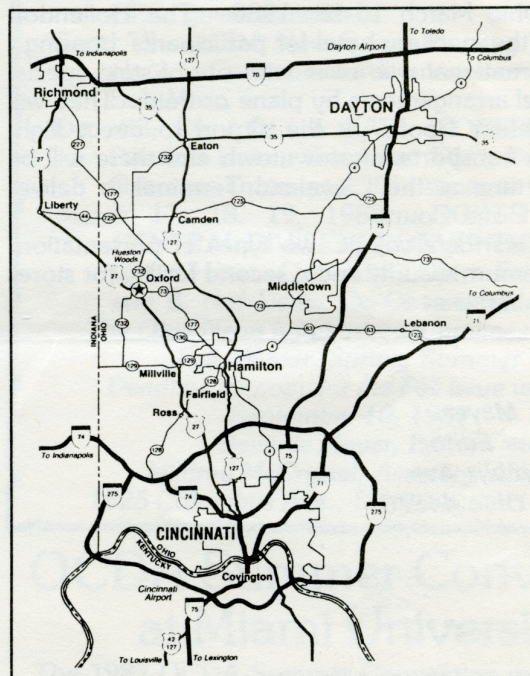 To Toledo
To Indianapolis
127
Dayton Airport
To Columbus
70
4
Richmond
DAYTON
35
227
Eaton
35
35
27
177
732
4
725
Liberty
44
725
725
Camden
127
75
Hueston
Woods
27
732
Oxford
73
Middletown
To Columbus
71
73
INDIANA
OHIO
732
177
130
63
63
Lebanon
123
4
129
Millville
129
Hamilton
128
Fairfield
Ross
27
74
To Indianapolis
128
127
4
75
71
275
74
275
CINCINNATI
OHIO
KENTUCKY
Covington
Cincinnati
Airport
75
42
127
To Louisville
To Lexington